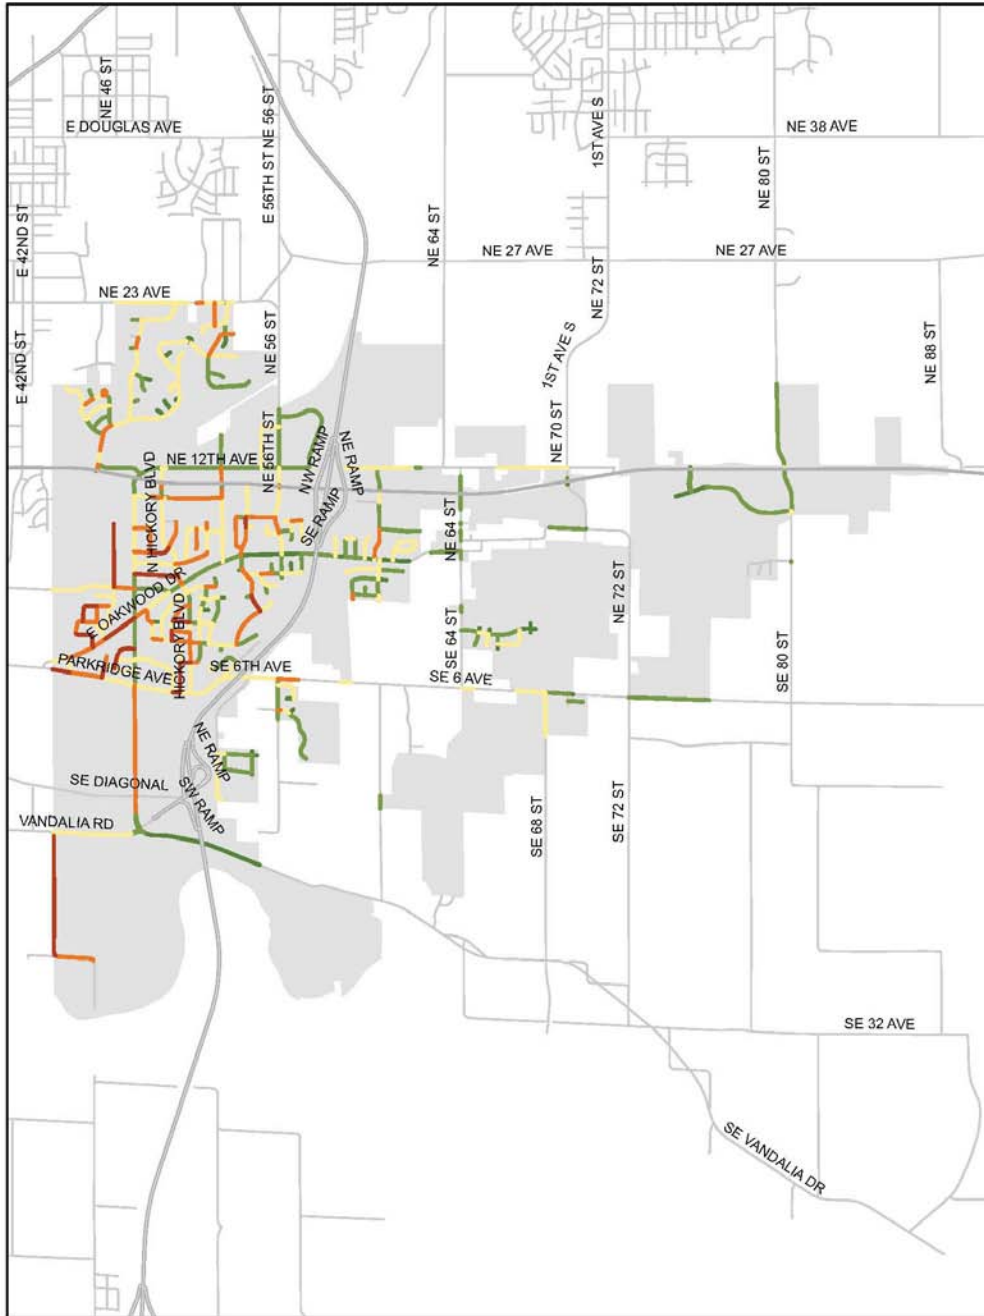 NE 46 ST
E DOUGLAS AVE
E 56TH ST
NE 56 ST
1ST AVE S
NE 38 AVE
NE 80 ST
E 42ND ST
NE 64 ST
NE 27 AVE
NE 27 AVE
NE 72 ST
NE 23 AVE
E 42ND ST
NE 56 ST
1ST AVE S
NE 88 ST
NE 56TH ST
NW RAMP
NE RAMP
NE 70 ST
NE 12TH AVE
N HICKORY BLVD
SE RAMP
NE 64 ST
NE 72 ST
E OAKWOOD DR
HICKORY BLVD
SE 64 ST
SE 80 ST
PARKRIDGE AVE
SE 6TH AVE
SE 6 AVE
NE RAMP
SE DIAGONAL
SW RAMP
VANDALIA RD
SE 68 ST
SE 72 ST
SE 32 AVE
SE VANDALIA DR